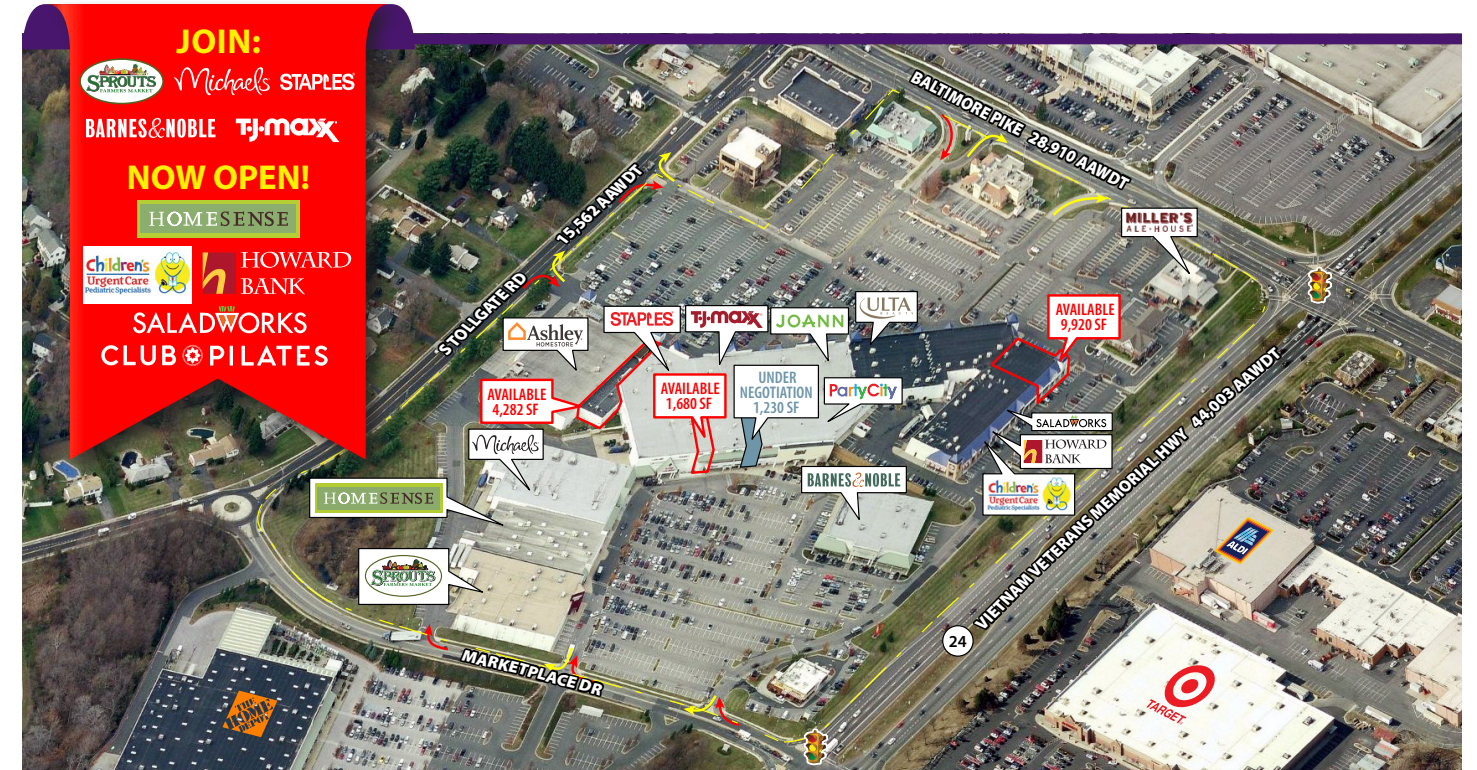 JOIN:
SPROUTS
FARMERS MARKET
Michaels
STAPLES
BARNES&NOBLE
T·J·maxx
NOW OPEN!
HOMESENSE
Children's
Urgent Care
Pediatric Specialists
HOWARD
BANK
SALADWORKS
CLUB PILATES
BALTIMORE PIKE 28,910 AAWDT
15,562 AAWDT
S TOLLGATE RD
MILLER'S
ALE·HOUSE
ULTA
BEAUTY
AVAILABLE
9,920 SF
Ashley
HOMESTORE
STAPLES
T·J·maxx
JOANN
AVAILABLE
4,282 SF
AVAILABLE
1,680 SF
UNDER
NEGOTIATION
1,230 SF
PartyCity
SALADWORKS
HOWARD
BANK
Michaels
BARNES&NOBLE
Children's
Urgent Care
Pediatric Specialists
HOMESENSE
SPROUTS
FARMERS MARKET
VIETNAM VETERANS MEMORIAL HWY 44,003 AAWDT
24
ALDI
MARKETPLACE DR
THE
HOME
DEPOT
TARGET